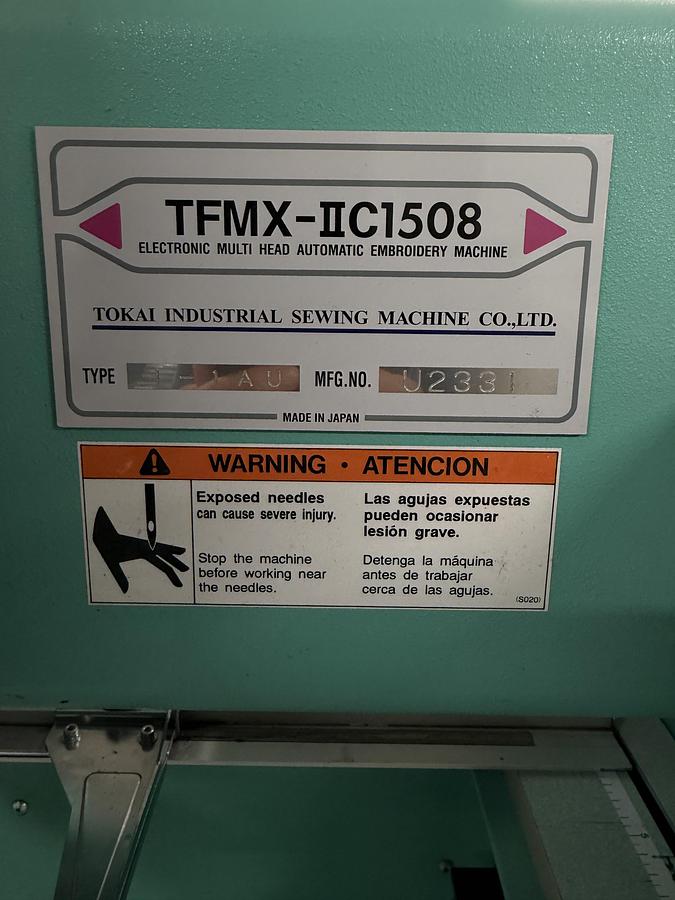 TFMX-IIC1508
ELECTRONIC MULTI HEAD AUTOMATIC EMBROIDERY MACHINE
TOKAI INDUSTRIAL SEWING MACHINE CO.,LTD.
TYPE 1AU MFG.NO. U2331
MADE IN JAPAN
WARNING · ATENCION
Exposed needles
can cause severe injury.
Stop the machine
before working near
the needles.
Las agujas expuestas
pueden ocasionar
lesión grave.
Detenga la máquina
antes de trabajar
cerca de las agujas.
(S020)